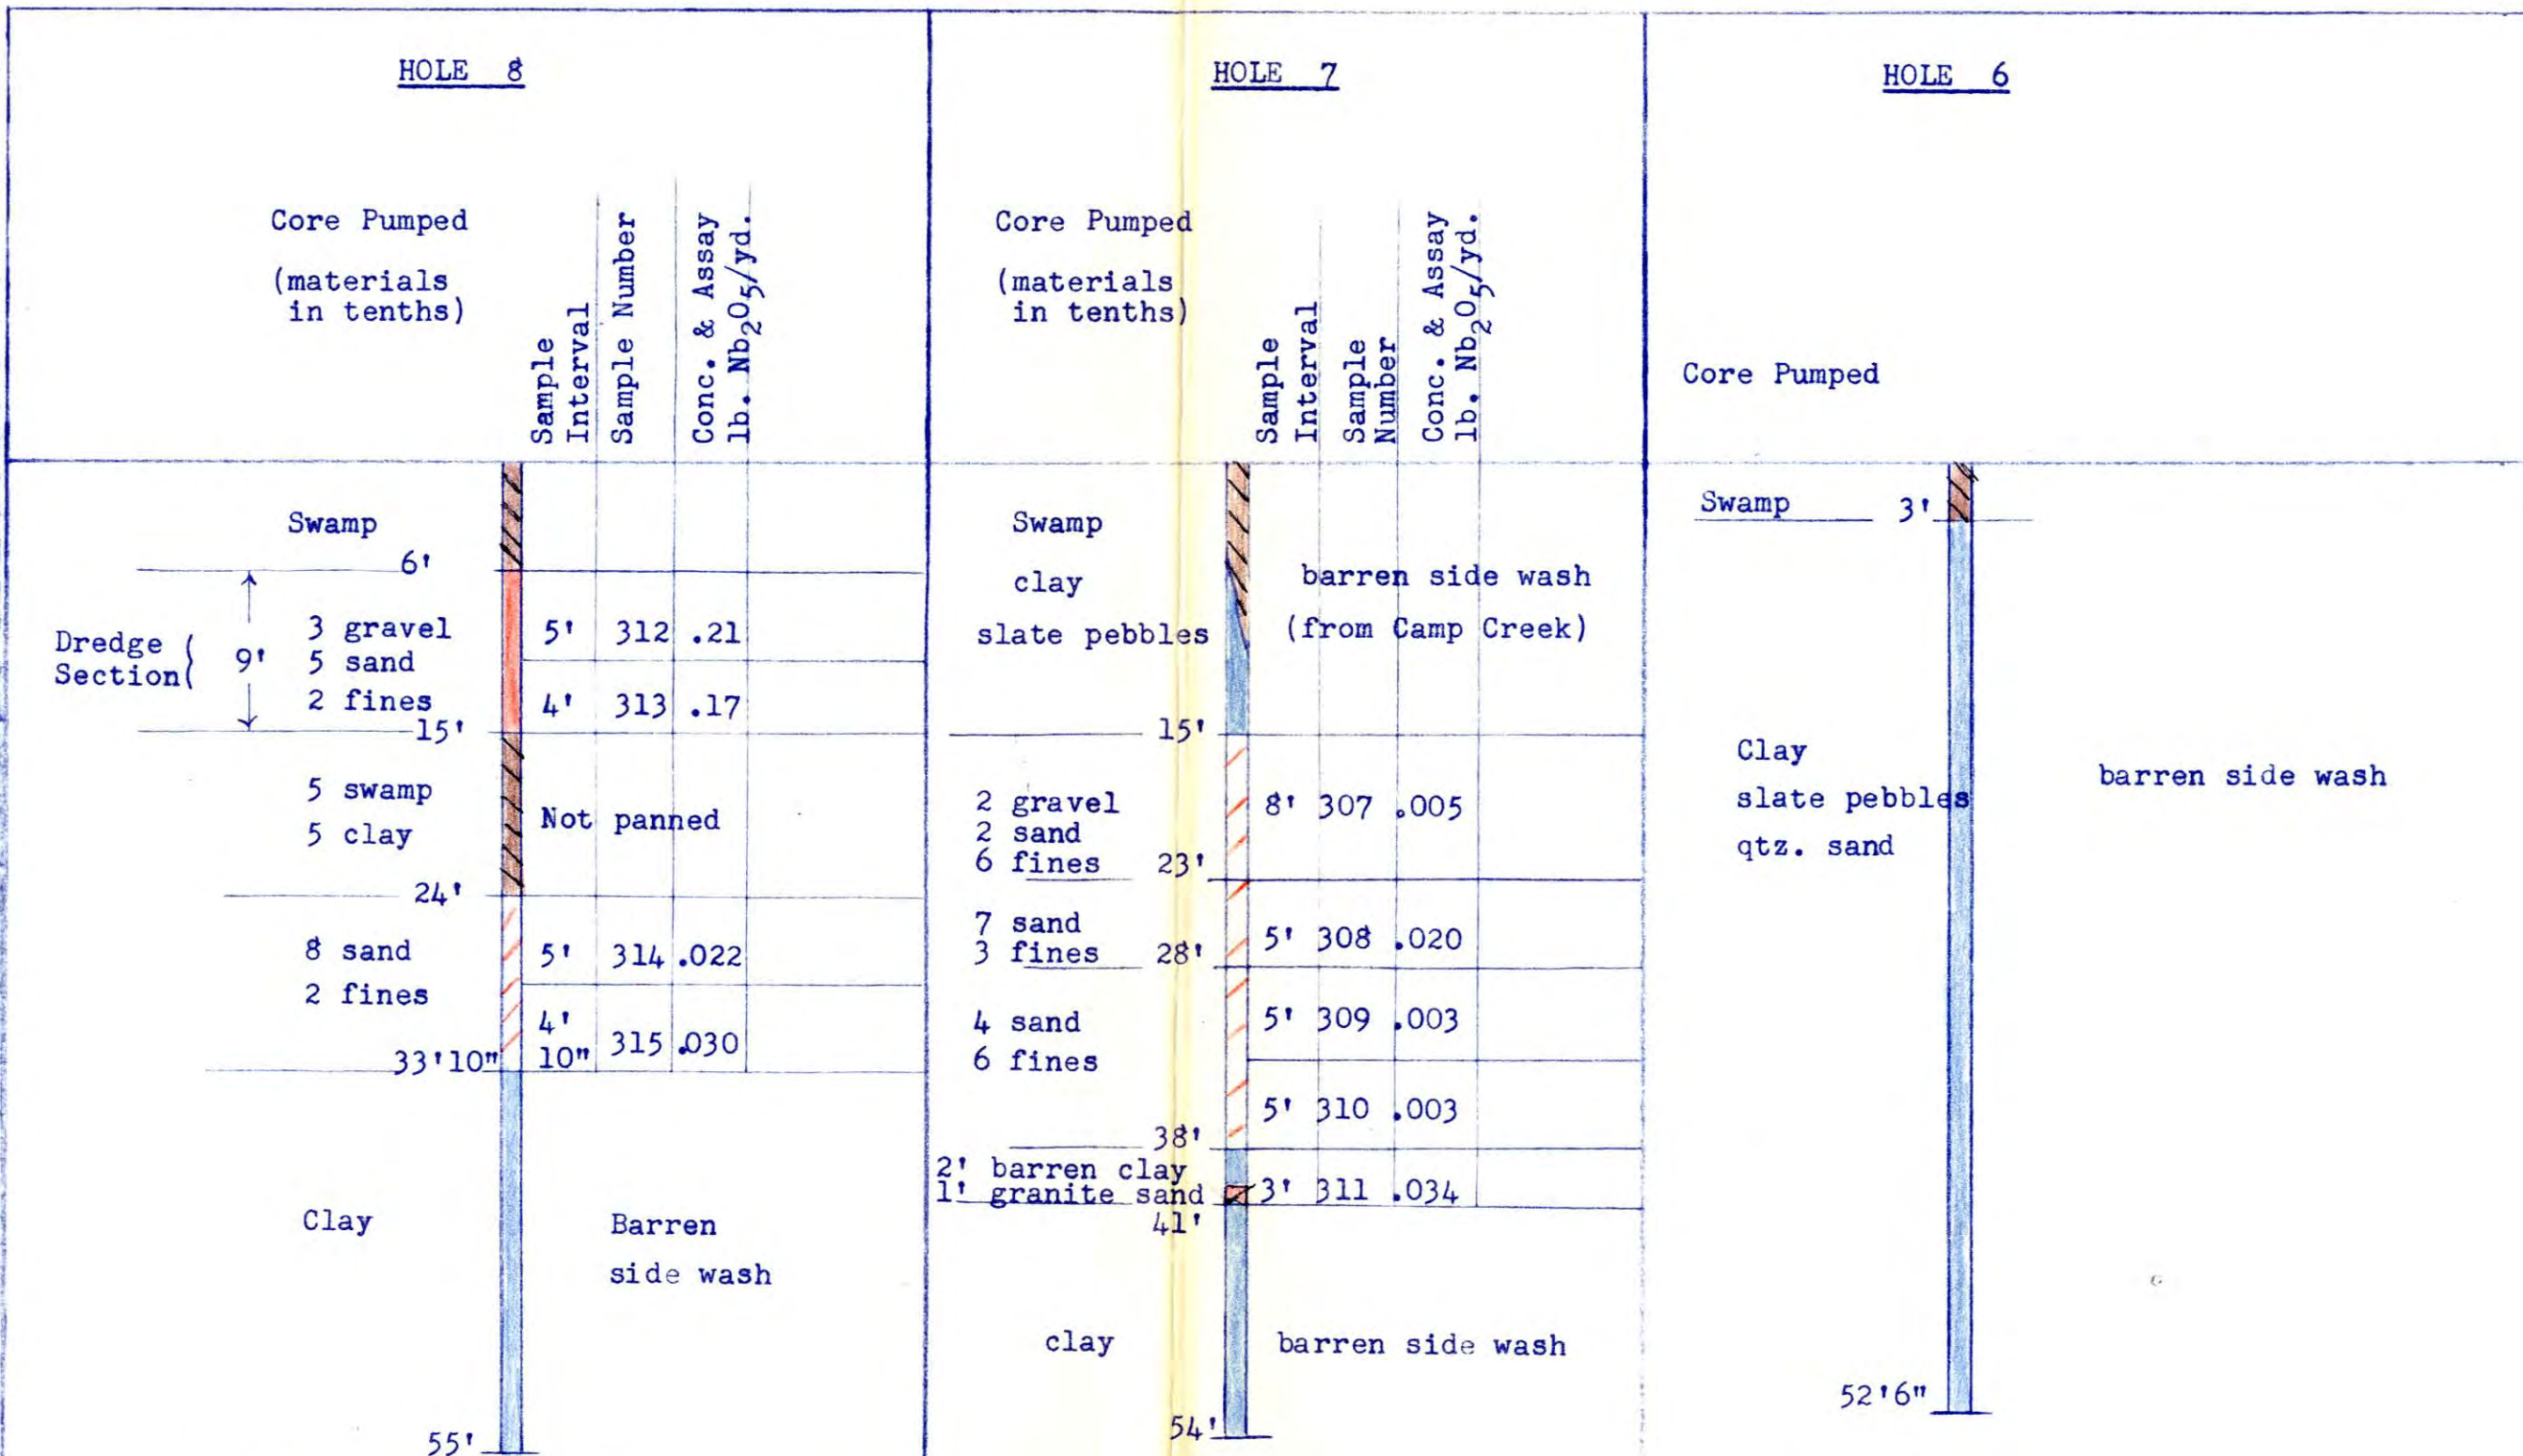 HOLE 8
Core Pumped
(materials
in tenths)
Sample
Interval
Sample Number
Conc. & Assay
lb. Nb2O5/yd.
Swamp
6'
Dredge (
Section(
9'
3 gravel
5 sand
2 fines
15'
5' 312 .21
4' 313 .17
5 swamp
5 clay
Not panned
24'
8 sand
2 fines
5' 314 .022
4'
10" 315 .030
33'10"
Clay
Barren
side wash
55'
HOLE 7
Core Pumped
(materials
in tenths)
Sample
Interval
Sample
Number
Conc. & Assay
lb. Nb2O5/yd.
Swamp
clay
slate pebbles
barren side wash
(from Camp Creek)
15'
2 gravel
2 sand
6 fines 23'
8' 307 .005
7 sand
3 fines 28'
5' 308 .020
4 sand
6 fines
5' 309 .003
5' 310 .003
38'
2' barren clay
1' granite sand
3' 311 .034
41'
clay
barren side wash
54'
HOLE 6
Core Pumped
Swamp 3'
Clay
slate pebbles
qtz. sand
barren side wash
52'6"